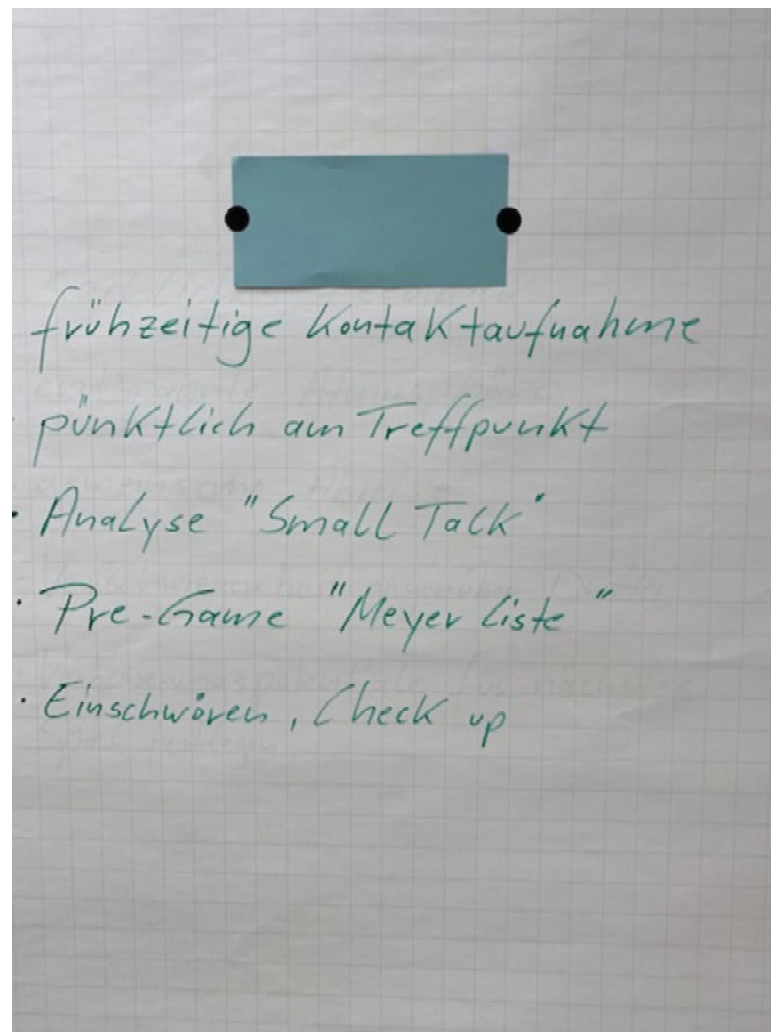 frühzeitige Kontaktaufnahme
· pünktlich am Treffpunkt
· Analyse "Small Talk"
· Pre-Game "Meyer Liste"
· Einschwören, Check up